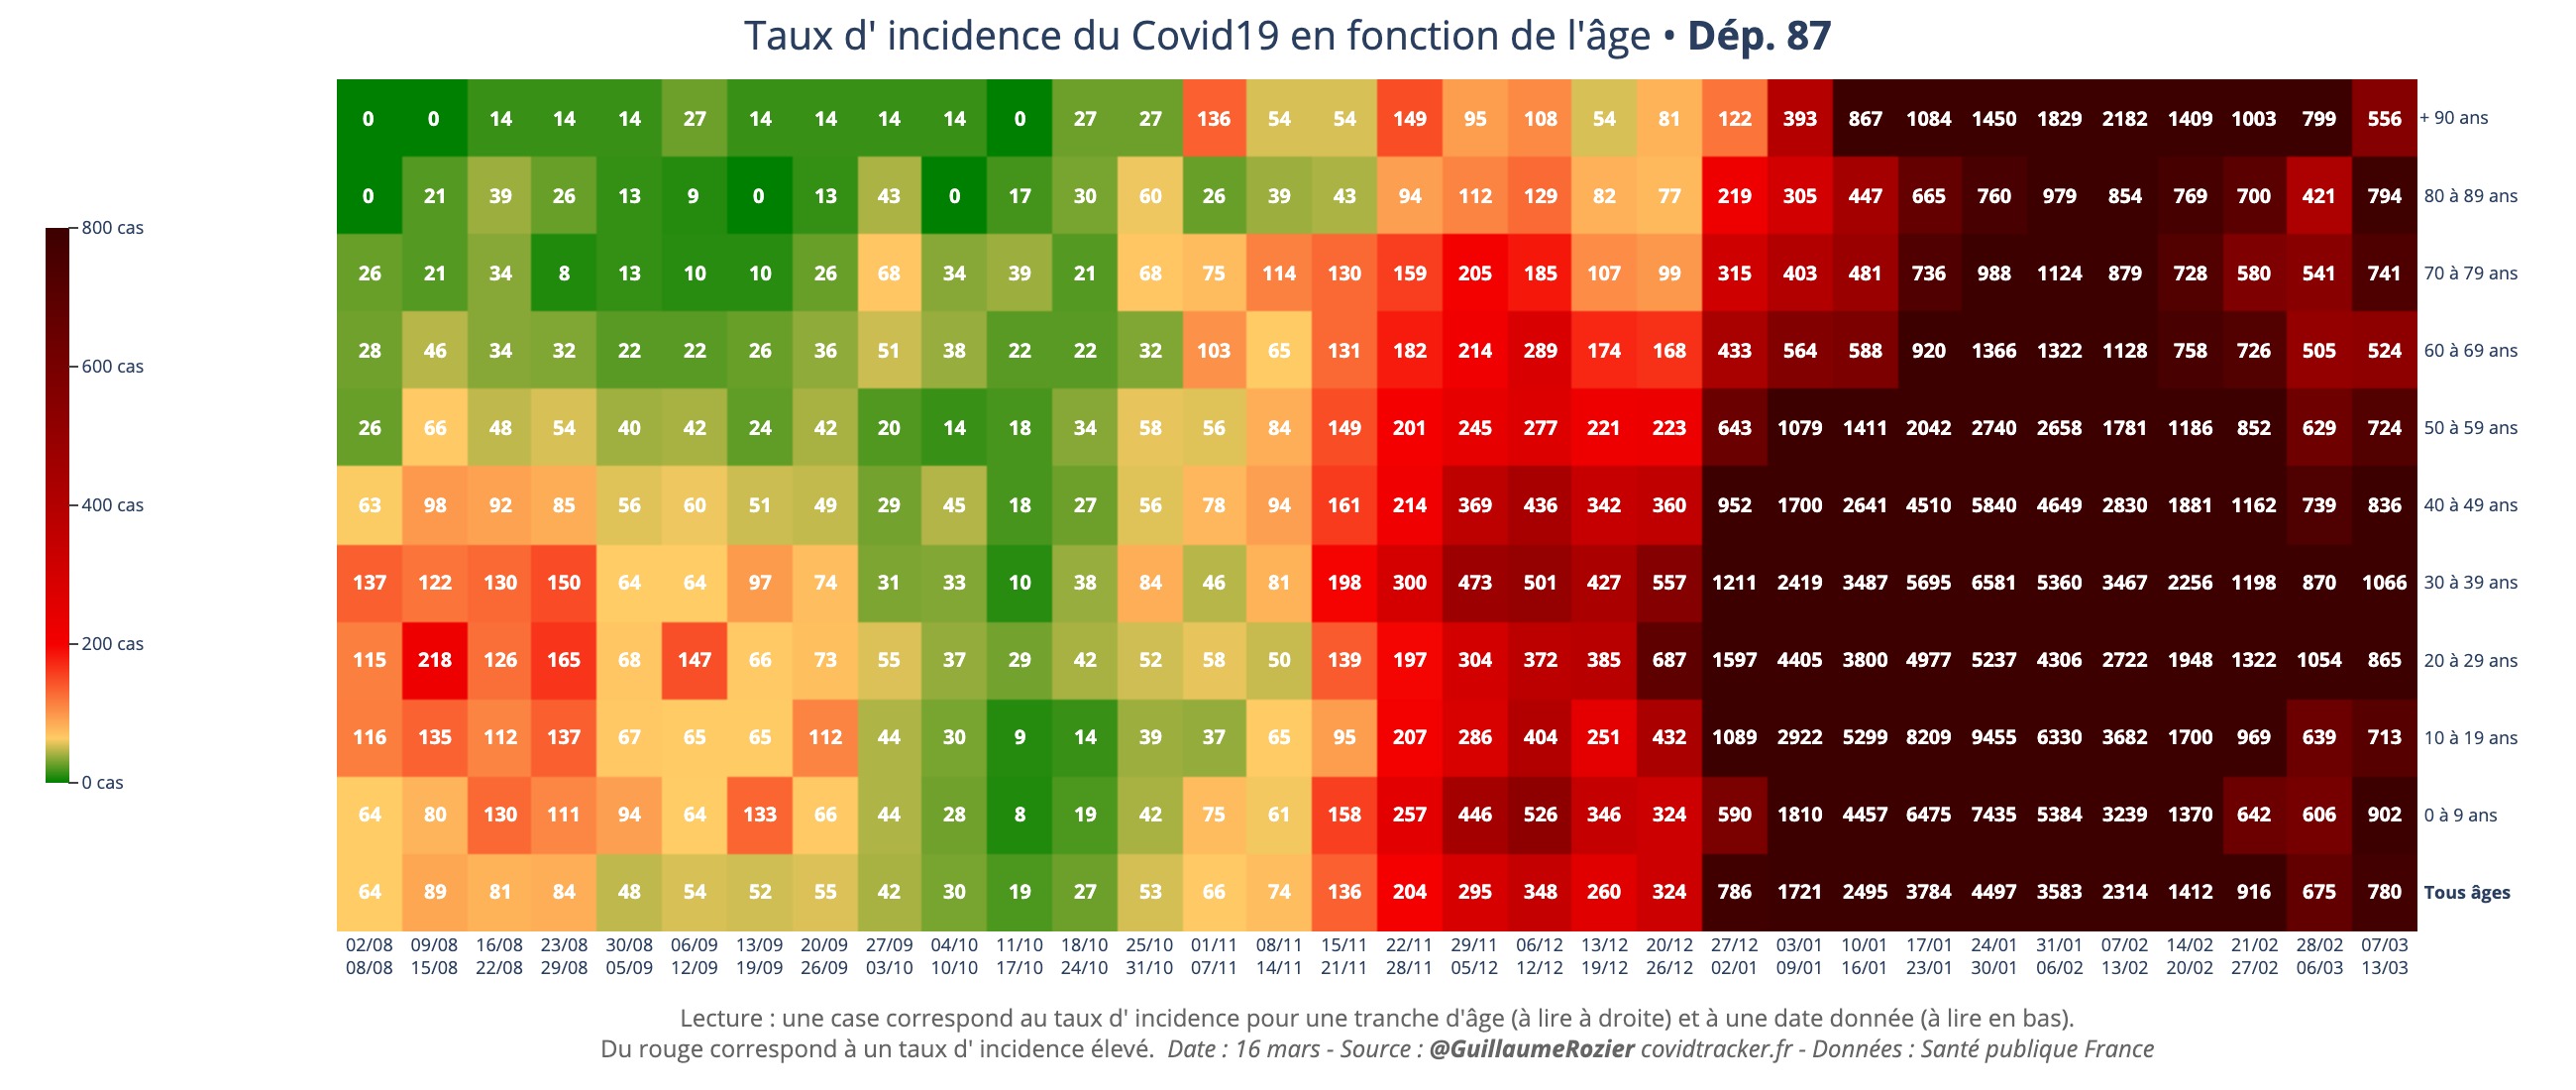 Taux d' incidence du Covid19 en fonction de l'âge • Dép. 87
800 cas
600 cas
400 cas
200 cas
0 cas
0 0 14 14 14 27 14 14 14 14 0 27 27 136 54 54 149 95 108 54 81 122 393 867 1084 1450 1829 2182 1409 1003 799 556 + 90 ans
0 21 39 26 13 9 0 13 43 0 17 30 60 26 39 43 94 112 129 82 77 219 305 447 665 760 979 854 769 700 421 794 80 à 89 ans
26 21 34 8 13 10 10 26 68 34 39 21 68 75 114 130 159 205 185 107 99 315 403 481 736 988 1124 879 728 580 541 741 70 à 79 ans
28 46 34 32 22 22 26 36 51 38 22 22 32 103 65 131 182 214 289 174 168 433 564 588 920 1366 1322 1128 758 726 505 524 60 à 69 ans
26 66 48 54 40 42 24 42 20 14 18 34 58 56 84 149 201 245 277 221 223 643 1079 1411 2042 2740 2658 1781 1186 852 629 724 50 à 59 ans
63 98 92 85 56 60 51 49 29 45 18 27 56 78 94 161 214 369 436 342 360 952 1700 2641 4510 5840 4649 2830 1881 1162 739 836 40 à 49 ans
137 122 130 150 64 64 97 74 31 33 10 38 84 46 81 198 300 473 501 427 557 1211 2419 3487 5695 6581 5360 3467 2256 1198 870 1066 30 à 39 ans
115 218 126 165 68 147 66 73 55 37 29 42 52 58 50 139 197 304 372 385 687 1597 4405 3800 4977 5237 4306 2722 1948 1322 1054 865 20 à 29 ans
116 135 112 137 67 65 65 112 44 30 9 14 39 37 65 95 207 286 404 251 432 1089 2922 5299 8209 9455 6330 3682 1700 969 639 713 10 à 19 ans
64 80 130 111 94 64 133 66 44 28 8 19 42 75 61 158 257 446 526 346 324 590 1810 4457 6475 7435 5384 3239 1370 642 606 902 0 à 9 ans
64 89 81 84 48 54 52 55 42 30 19 27 53 66 74 136 204 295 348 260 324 786 1721 2495 3784 4497 3583 2314 1412 916 675 780 Tous âges
02/08 09/08 16/08 23/08 30/08 06/09 13/09 20/09 27/09 04/10 11/10 18/10 25/10 01/11 08/11 15/11 22/11 29/11 06/12 13/12 20/12 27/12 03/01 10/01 17/01 24/01 31/01 07/02 14/02 21/02 28/02 07/03
08/08 15/08 22/08 29/08 05/09 12/09 19/09 26/09 03/10 10/10 17/10 24/10 31/10 07/11 14/11 21/11 28/11 05/12 12/12 19/12 26/12 02/01 09/01 16/01 23/01 30/01 06/02 13/02 20/02 27/02 06/03 13/03
Lecture : une case correspond au taux d' incidence pour une tranche d'âge (à lire à droite) et à une date donnée (à lire en bas).
Du rouge correspond à un taux d' incidence élevé. Date : 16 mars - Source : @GuillaumeRozier covidtracker.fr - Données : Santé publique France